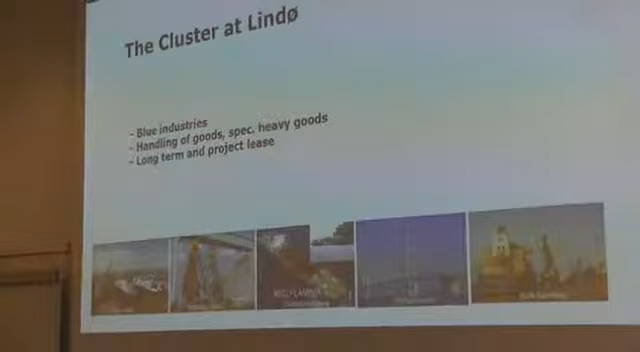 The Cluster at Lindø
- Blue industries
- Handling of goods, spec. heavy goods
- Long term and project lease